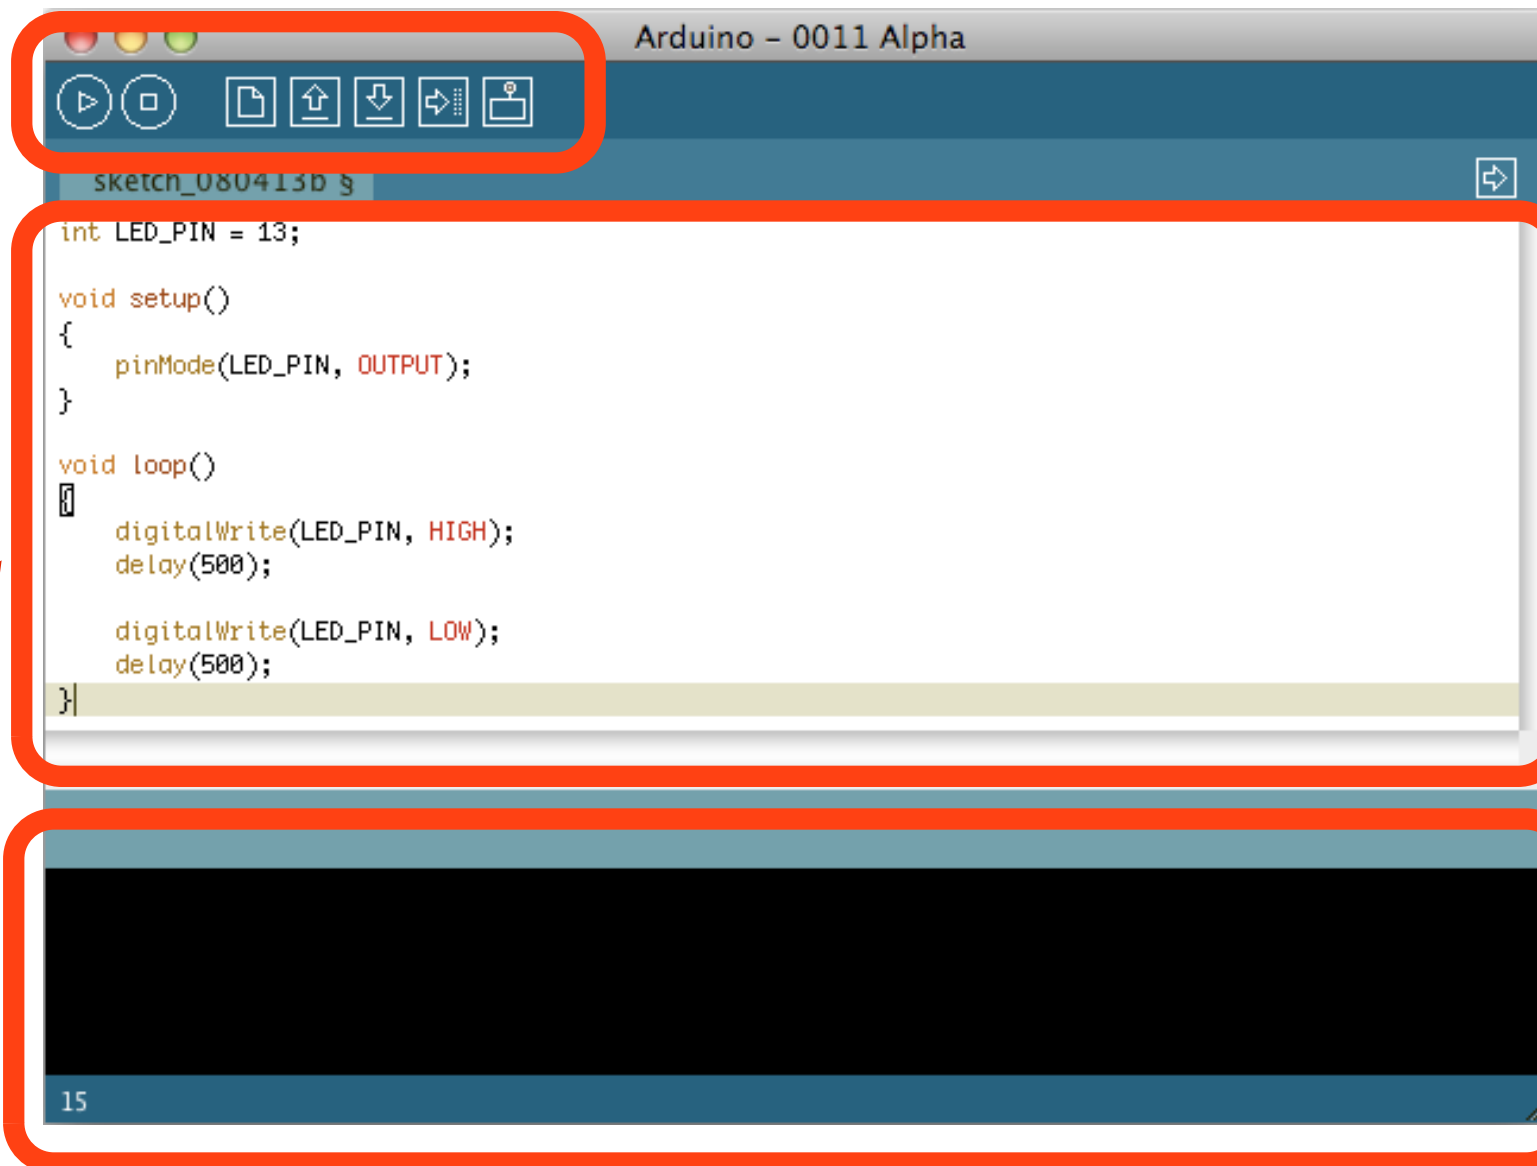 Arduino – 0011 Alpha
sketch_080413b §
int LED_PIN = 13;
void setup()
{
pinMode(LED_PIN, OUTPUT);
}
void loop()
{
digitalWrite(LED_PIN, HIGH);
delay(500);
digitalWrite(LED_PIN, LOW);
delay(500);
}
15